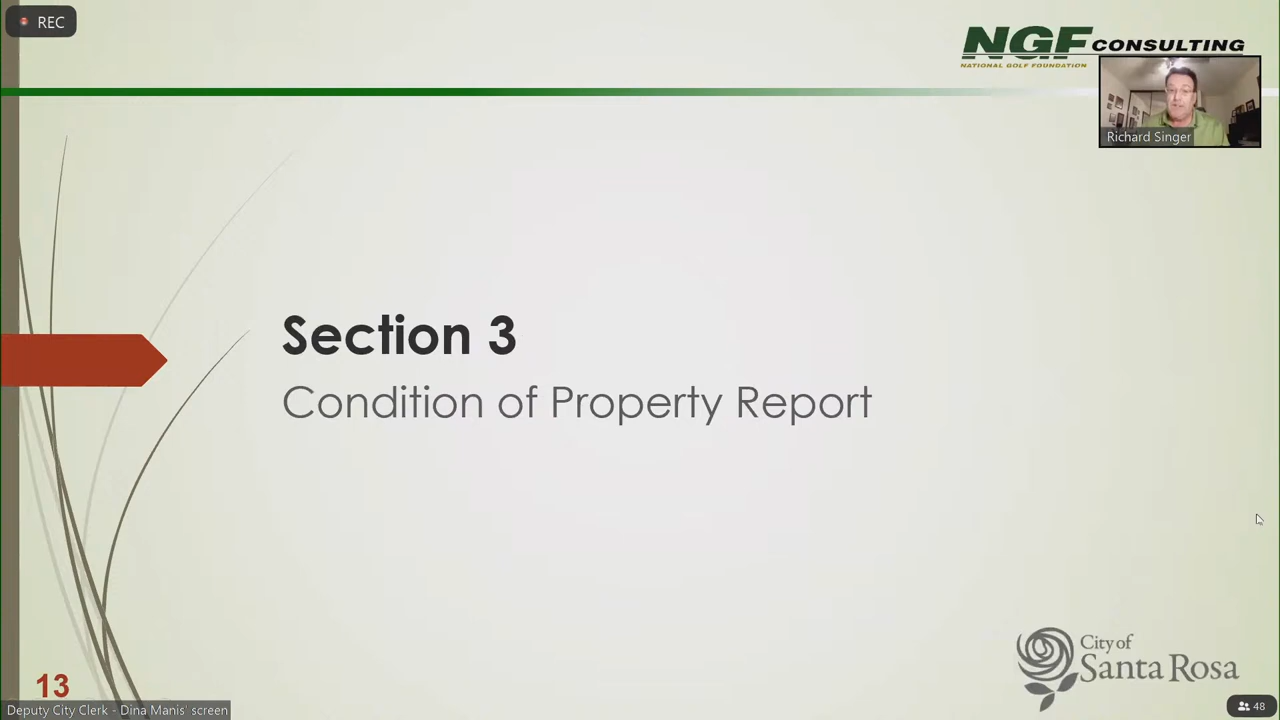 REC
NGF CONSULTING
NATIONAL GOLF FOUNDATION
Richard Singer
Section 3
Condition of Property Report
City of
Santa Rosa
13
Deputy City Clerk - Dina Manis' screen
48